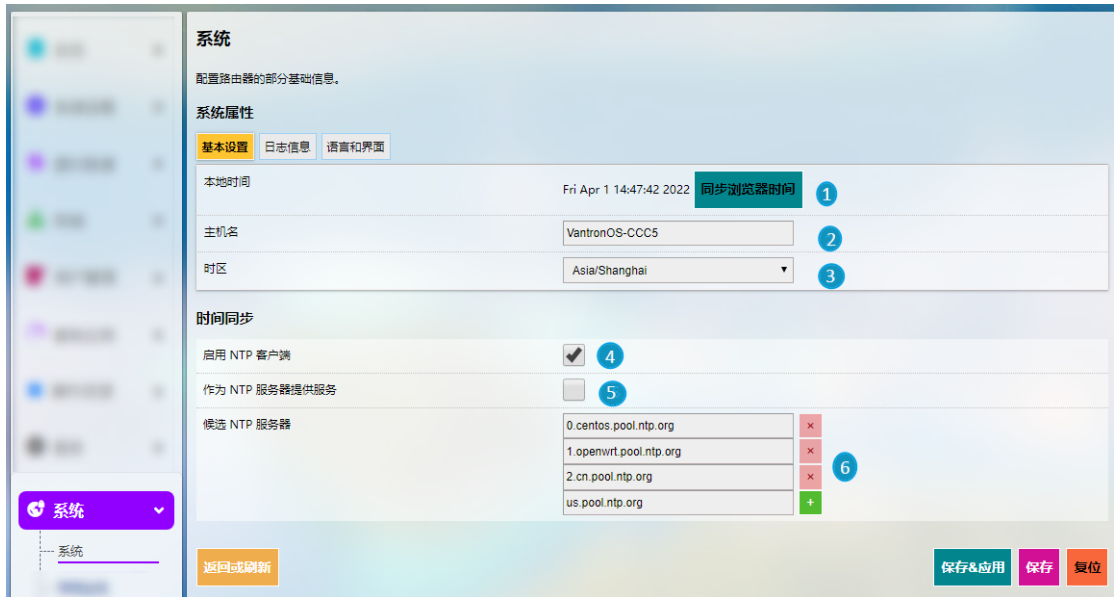 系统
配置路由器的部分基础信息。
系统属性
基本设置 日志信息 语言和界面
本地时间 Fri Apr 1 14:47:42 2022 同步浏览器时间 1
主机名 VantronOS-CCC5 2
时区 Asia/Shanghai 3
时间同步
启用 NTP 客户端 4
作为 NTP 服务器提供服务 5
候选 NTP 服务器 0.centos.pool.ntp.org ×
1.openwrt.pool.ntp.org ×
2.cn.pool.ntp.org × 6
us.pool.ntp.org +
系统
系统
返回或刷新 保存&应用 保存 复位